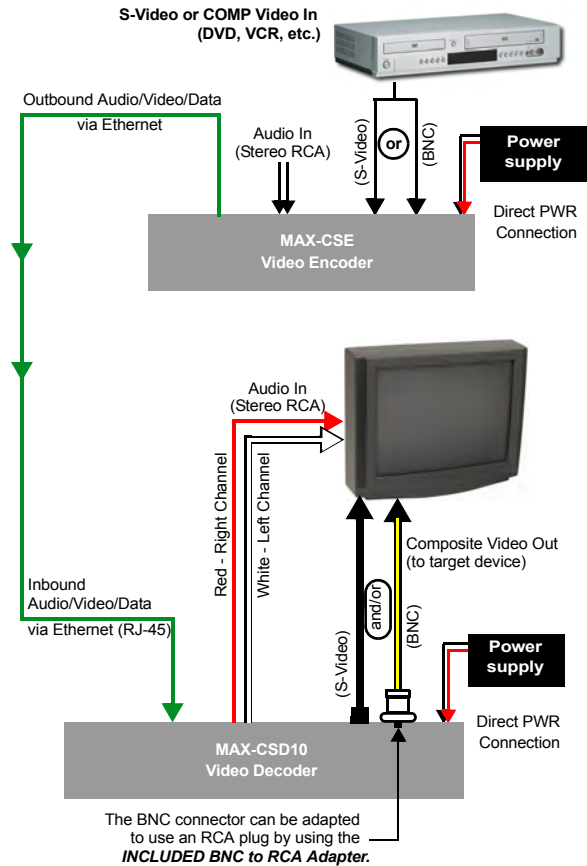 S-Video or COMP Video In
(DVD, VCR, etc.)
Outbound Audio/Video/Data
via Ethernet
Audio In
(Stereo RCA)
(S-Video)
or
(BNC)
Power
supply
Direct PWR
Connection
MAX-CSE
Video Encoder
Audio In
(Stereo RCA)
Red - Right Channel
White - Left Channel
Composite Video Out
(to target device)
Inbound
Audio/Video/Data
via Ethernet (RJ-45)
(S-Video)
and/or
(BNC)
Power
supply
Direct PWR
Connection
MAX-CSD10
Video Decoder
The BNC connector can be adapted
to use an RCA plug by using the
INCLUDED BNC to RCA Adapter.